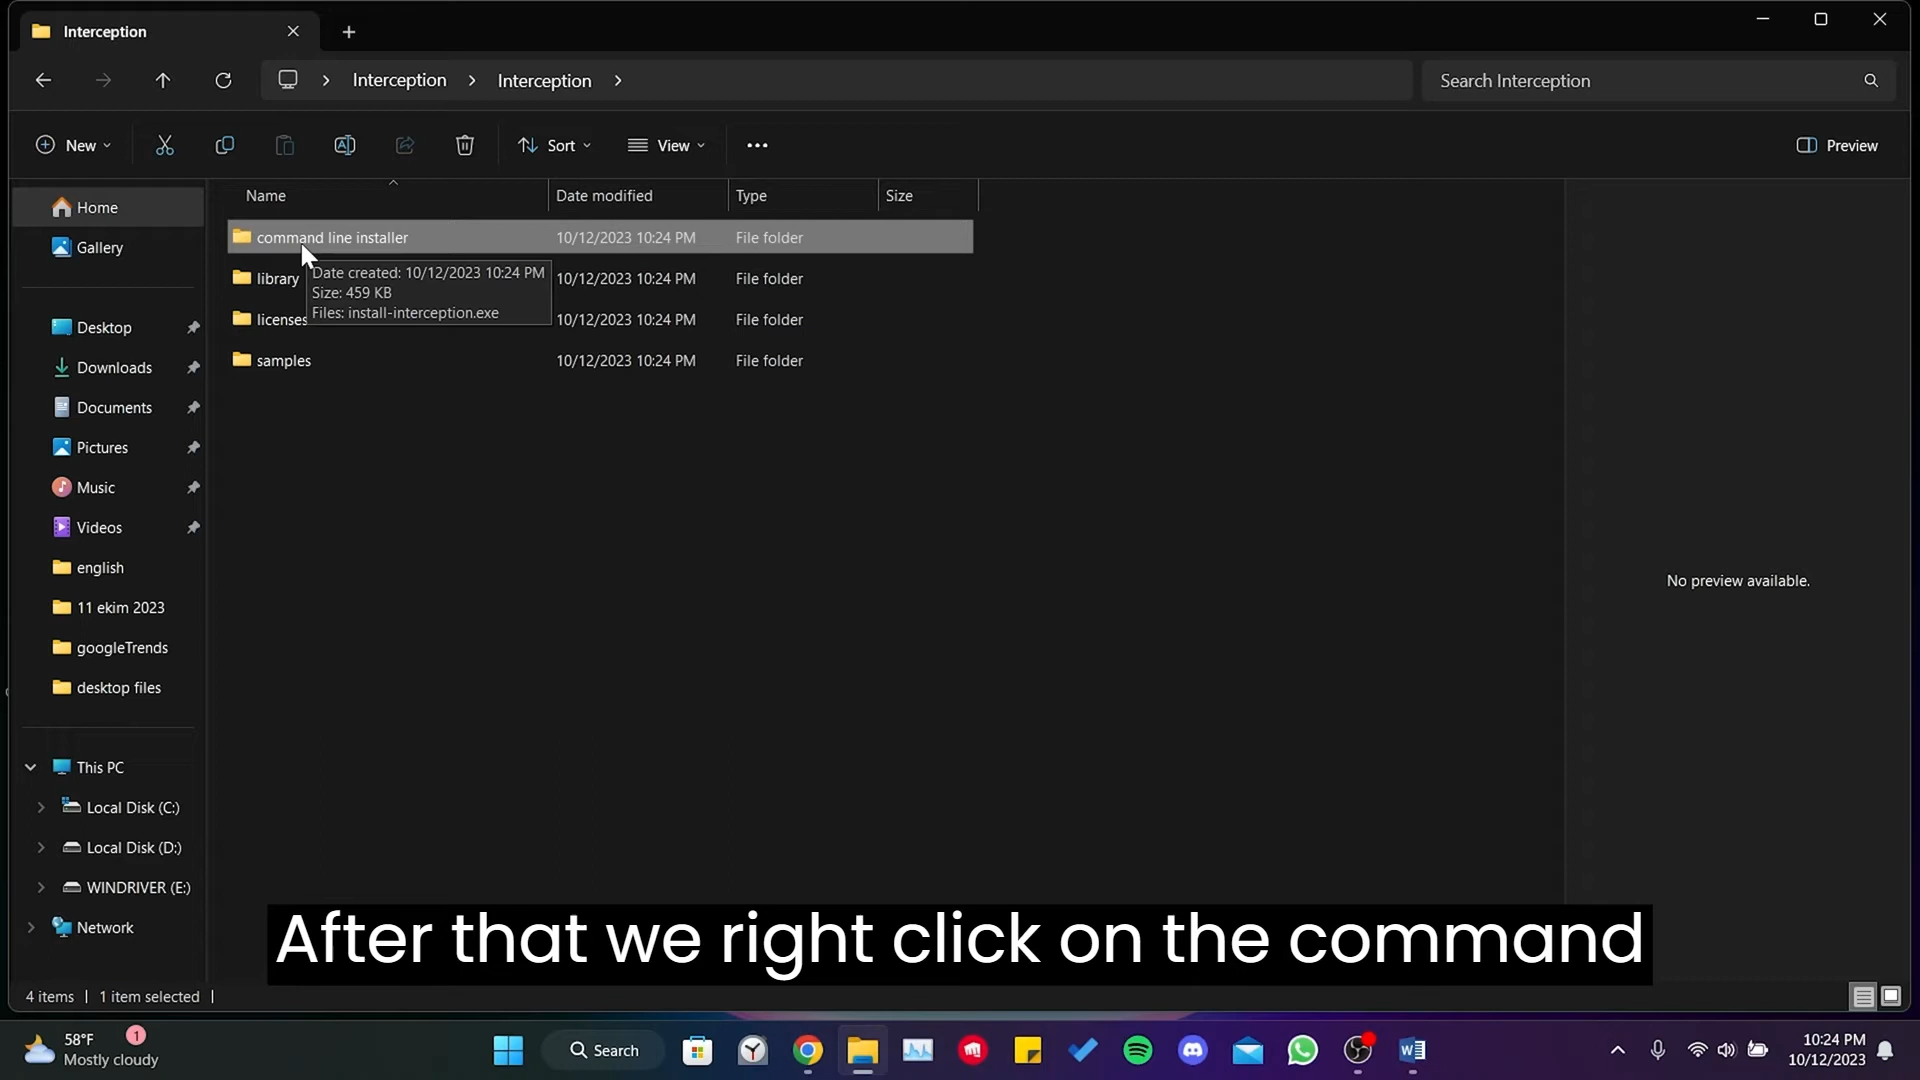 Interception
Interception
Interception
Search Interception
New
Sort
View
Preview
Name
Date modified
Type
Size
Home
Gallery
Desktop
Downloads
Documents
Pictures
Music
Videos
english
11 ekim 2023
googleTrends
desktop files
This PC
Local Disk (C:)
Local Disk (D:)
WINDRIVER (E:)
Network
command line installer 10/12/2023 10:24 PM File folder
library 10/12/2023 10:24 PM File folder
licenses 10/12/2023 10:24 PM File folder
samples 10/12/2023 10:24 PM File folder
Date created: 10/12/2023 10:24 PM
Size: 459 KB
Files: install-interception.exe
No preview available.
After that we right click on the command
4 items
1 item selected
58°F
Mostly cloudy
1
Search
10:24 PM
10/12/2023